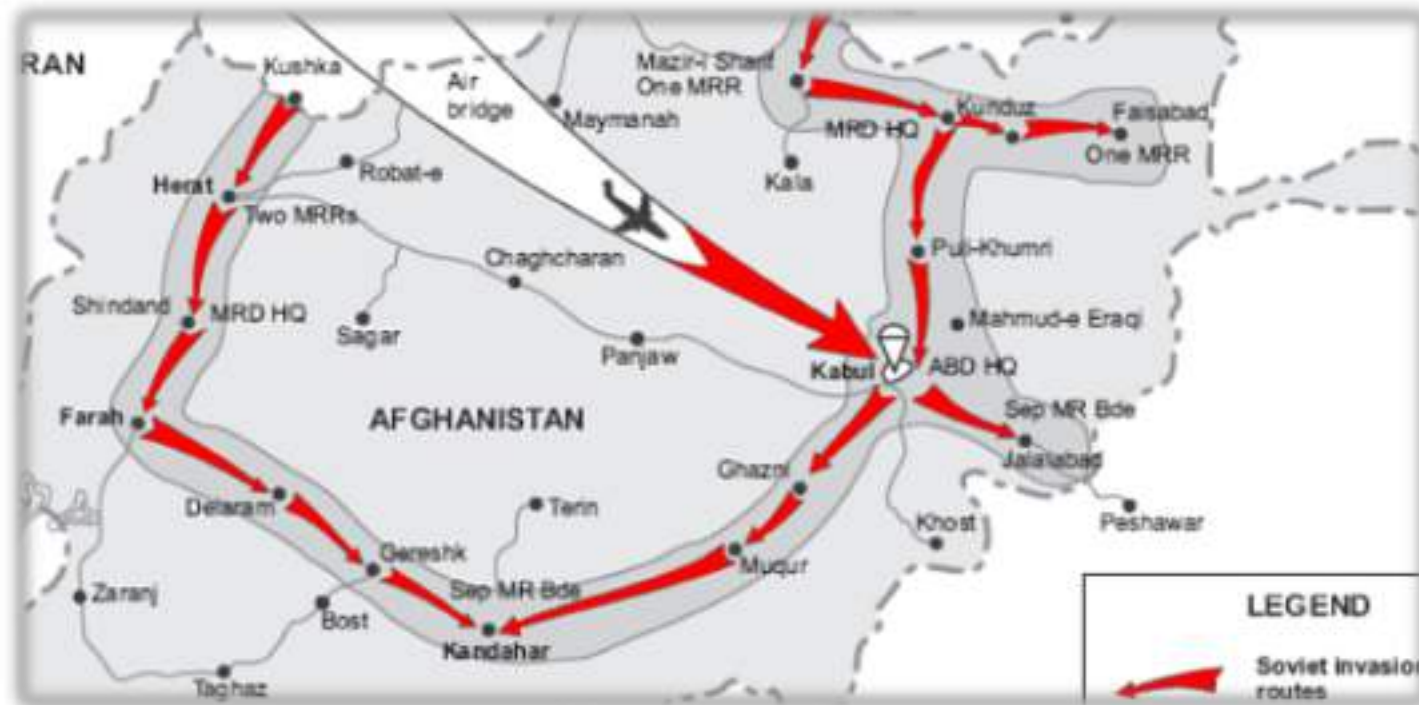 RAN
Kushka
Air
bridge
Maymanah
Mazir-i Sharif
One MRR
Kunduz
MRD HQ
Faisabad
One MRR
Kala
Robat-e
Herat
Two MRRs
Puli-Khumri
Chaghcharan
Shindand
MRD HQ
Sagar
Panjaw
Mahmud-e Eraqi
Kabul
ABD HQ
Farah
AFGHANISTAN
Sep MR Bde
Jalalabad
Ghazni
Delaram
Terin
Khost
Peshawar
Gereshk
Muqur
Zaranj
Bost
Sep MR Bde
Kandahar
Taghaz
LEGEND
Soviet invasion
routes